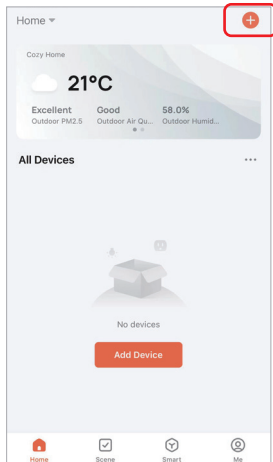 Home
Cozy Home
21°C
Excellent Good 58.0%
Outdoor PM2.5 Outdoor Air Qu... Outdoor Humid...
All Devices
No devices
Add Device
Home Scene Smart Me